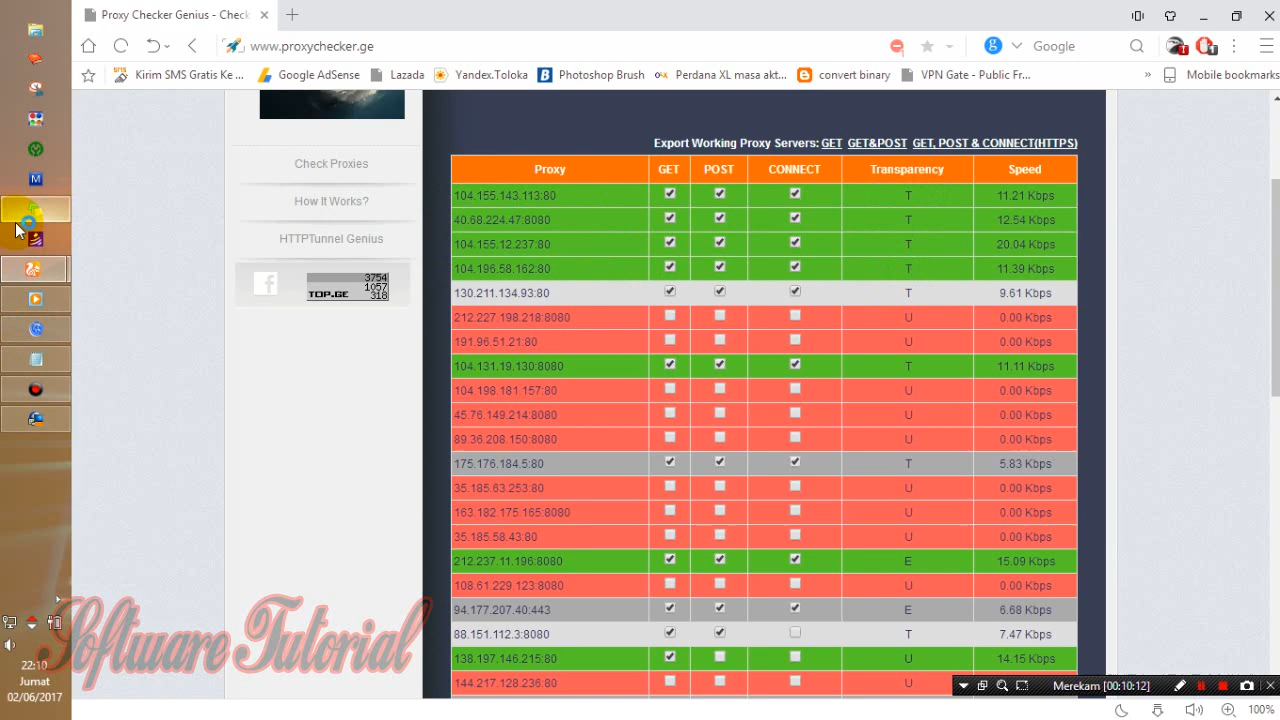 Proxy Checker Genius - Check
www.proxychecker.ge
Google
Kirim SMS Gratis Ke ... Google AdSense Lazada Yandex.Toloka Photoshop Brush Perdana XL masa akt... convert binary VPN Gate - Public Fr... » Mobile bookmarks
Export Working Proxy Servers: GET GET&POST GET, POST & CONNECT(HTTPS)
Check Proxies
How It Works?
HTTPTunnel Genius
3754
1057
TOP.GE 318
Proxy GET POST CONNECT Transparency Speed
104.155.143.113:80 T 11.21 Kbps
40.68.224.47:8080 T 12.54 Kbps
104.155.12.237:80 T 20.04 Kbps
104.196.58.162:80 T 11.39 Kbps
130.211.134.93:80 T 9.61 Kbps
212.227.198.218:8080 U 0.00 Kbps
191.96.51.21:80 U 0.00 Kbps
104.131.19.130:8080 T 11.11 Kbps
104.198.181.157:80 U 0.00 Kbps
45.76.149.214:8080 U 0.00 Kbps
89.36.208.150:8080 U 0.00 Kbps
175.176.184.5:80 T 5.83 Kbps
35.185.63.253:80 U 0.00 Kbps
163.182.175.165:8080 U 0.00 Kbps
35.185.58.43:80 U 0.00 Kbps
212.237.11.196:8080 E 15.09 Kbps
108.61.229.123:8080 U 0.00 Kbps
94.177.207.40:443 E 6.68 Kbps
88.151.112.3:8080 T 7.47 Kbps
138.197.146.215:80 U 14.15 Kbps
144.217.128.236:80 U
Software Tutorial
22:10
Jumat
02/06/2017
Merekam [00:10:12]
100%